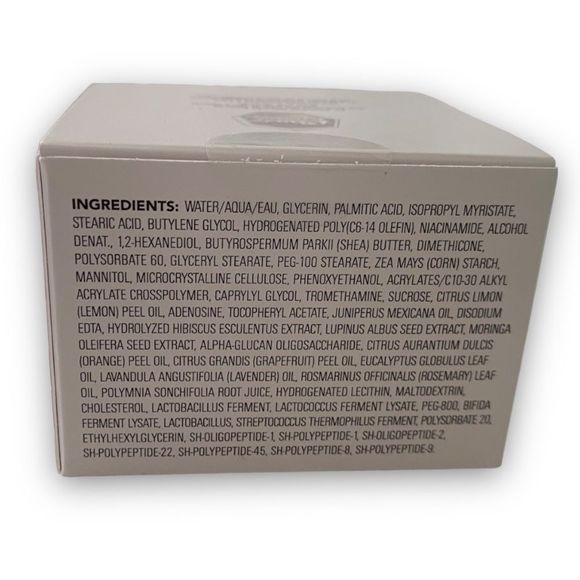 INGREDIENTS: WATER/AQUA/EAU, GLYCERIN, PALMITIC ACID, ISOPROPYL MYRISTATE,
STEARIC ACID, BUTYLENE GLYCOL, HYDROGENATED POLY(C6-14 OLEFIN), NIACINAMIDE, ALCOHOL
DENAT., 1,2-HEXANEDIOL, BUTYROSPERMUM PARKII (SHEA) BUTTER, DIMETHICONE,
POLYSORBATE 60, GLYCERYL STEARATE, PEG-100 STEARATE, ZEA MAYS (CORN) STARCH,
MANNITOL, MICROCRYSTALLINE CELLULOSE, PHENOXYETHANOL, ACRYLATES/C10-30 ALKYL
ACRYLATE CROSSPOLYMER, CAPRYLYL GLYCOL, TROMETHAMINE, SUCROSE, CITRUS LIMON
(LEMON) PEEL OIL, ADENOSINE, TOCOPHERYL ACETATE, JUNIPERUS MEXICANA OIL, DISODIUM
EDTA, HYDROLYZED HIBISCUS ESCULENTUS EXTRACT, LUPINUS ALBUS SEED EXTRACT, MORINGA
OLEIFERA SEED EXTRACT, ALPHA-GLUCAN OLIGOSACCHARIDE, CITRUS AURANTIUM DULCIS
(ORANGE) PEEL OIL, CITRUS GRANDIS (GRAPEFRUIT) PEEL OIL, EUCALYPTUS GLOBULUS LEAF
OIL, LAVANDULA ANGUSTIFOLIA (LAVENDER) OIL, ROSMARINUS OFFICINALIS (ROSEMARY) LEAF
OIL, POLYMNIA SONCHIFOLIA ROOT JUICE, HYDROGENATED LECITHIN, MALTODEXTRIN,
CHOLESTEROL, LACTOBACILLUS FERMENT, LACTOCOCCUS FERMENT LYSATE, PEG-800, BIFIDA
FERMENT LYSATE, LACTOBACILLUS, STREPTOCOCCUS THERMOPHILUS FERMENT, POLYSORBATE 20,
ETHYLHEXYLGLYCERIN, SH-OLIGOPEPTIDE-1, SH-POLYPEPTIDE-1, SH-OLIGOPEPTIDE-2,
SH-POLYPEPTIDE-22, SH-POLYPEPTIDE-45, SH-POLYPEPTIDE-8, SH-POLYPEPTIDE-9.